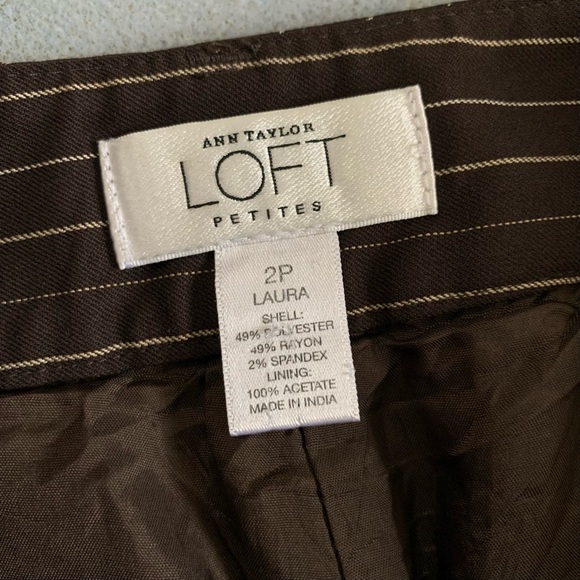 ANN TAYLOR
LOFT
PETITES
2P
LAURA
SHELL:
49% POLYESTER
49% RAYON
2% SPANDEX
LINING:
100% ACETATE
MADE IN INDIA